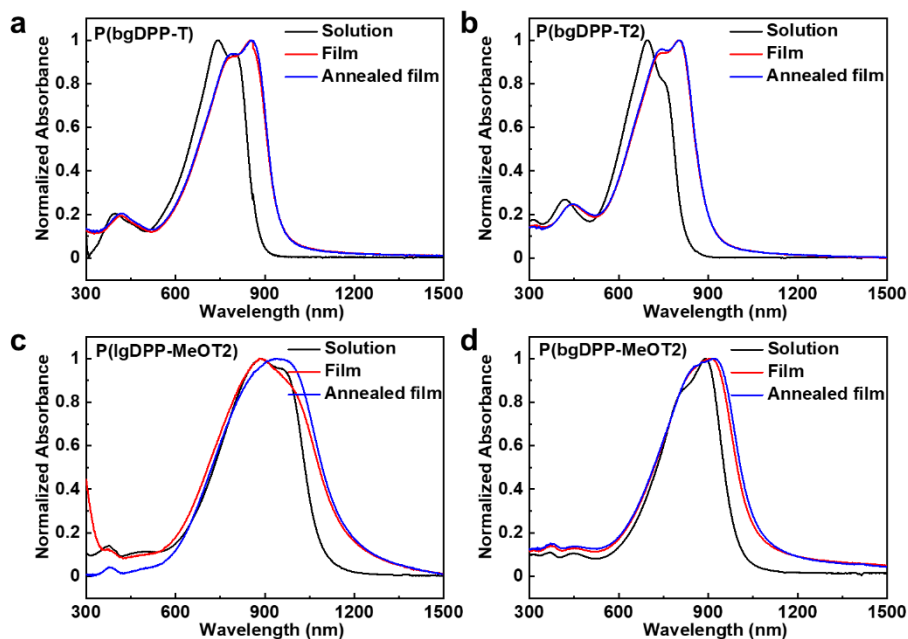 a
P(bgDPP-T)
Solution
Film
Annealed film
Normalized Absorbance
1
0.8
0.6
0.4
0.2
0
300 600 900 1200 1500
Wavelength (nm)
b
P(bgDPP-T2)
Solution
Film
Annealed film
Normalized Absorbance
1
0.8
0.6
0.4
0.2
0
300 600 900 1200 1500
Wavelength (nm)
c
P(lgDPP-MeOT2)
Solution
Film
Annealed film
Normalized Absorbance
1
0.8
0.6
0.4
0.2
0
300 600 900 1200 1500
Wavelength (nm)
d
P(bgDPP-MeOT2)
Solution
Film
Annealed film
Normalized Absorbance
1
0.8
0.6
0.4
0.2
0
300 600 900 1200 1500
Wavelength (nm)